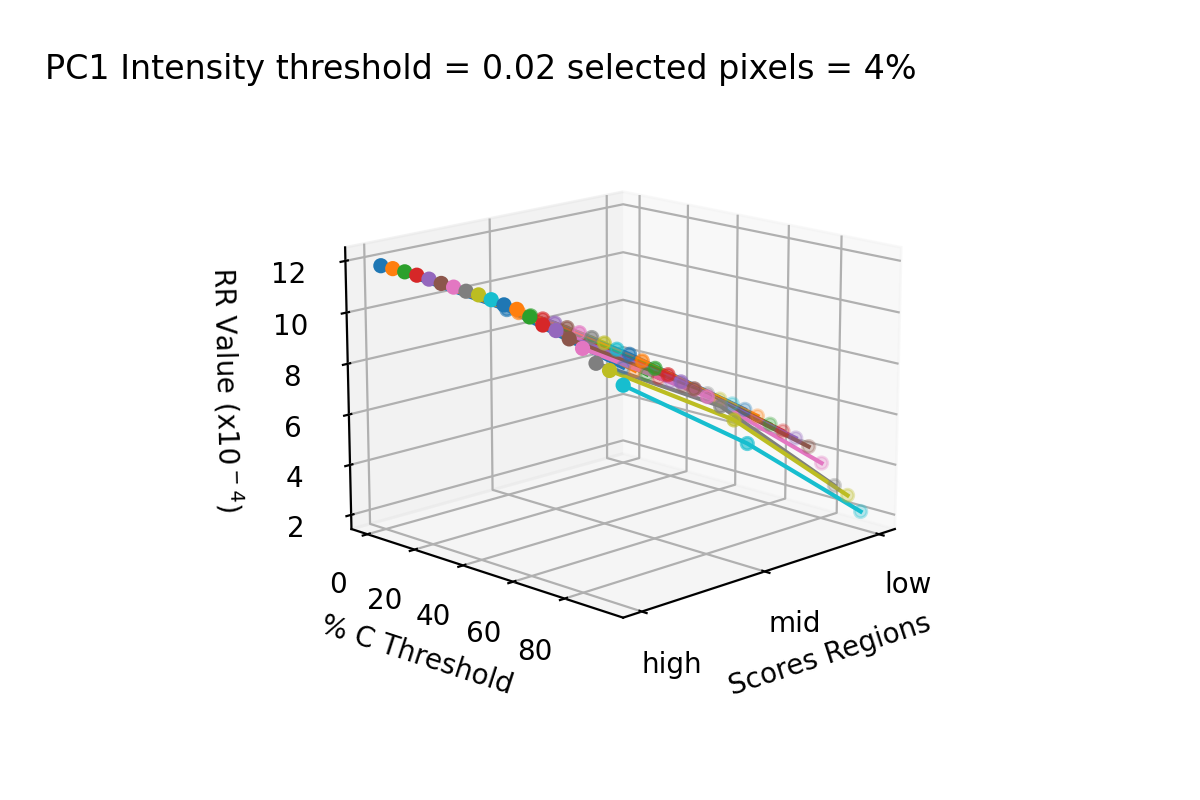 PC1 Intensity threshold = 0.02 selected pixels = 4%
RR Value (x10⁻⁴)
12
10
8
6
4
2
0
20
40
60
80
% C Threshold
high
mid
low
Scores Regions